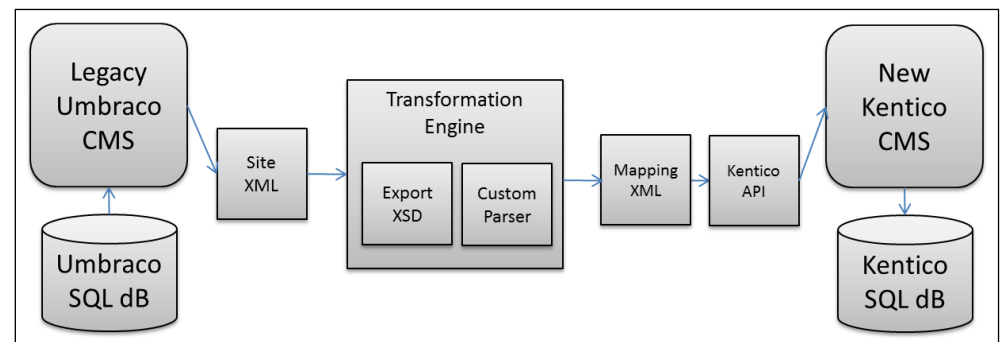 Legacy
Umbraco
CMS
Umbraco
SQL dB
Site
XML
Transformation
Engine
Export
XSD
Custom
Parser
Mapping
XML
Kentico
API
New
Kentico
CMS
Kentico
SQL dB